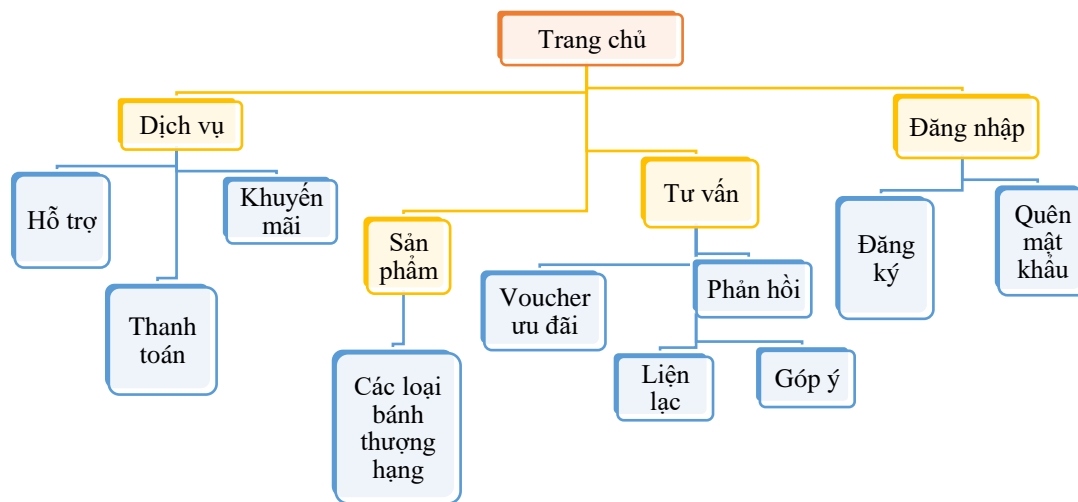 Trang chủ
Dịch vụ
Đăng nhập
Hỗ trợ
Khuyến
mãi
Thanh
toán
Sản
phẩm
Các loại
bánh
thượng
hạng
Tư vấn
Voucher
ưu đãi
Phản hồi
Liện
lạc
Góp ý
Đăng
ký
Quên
mật
khẩu